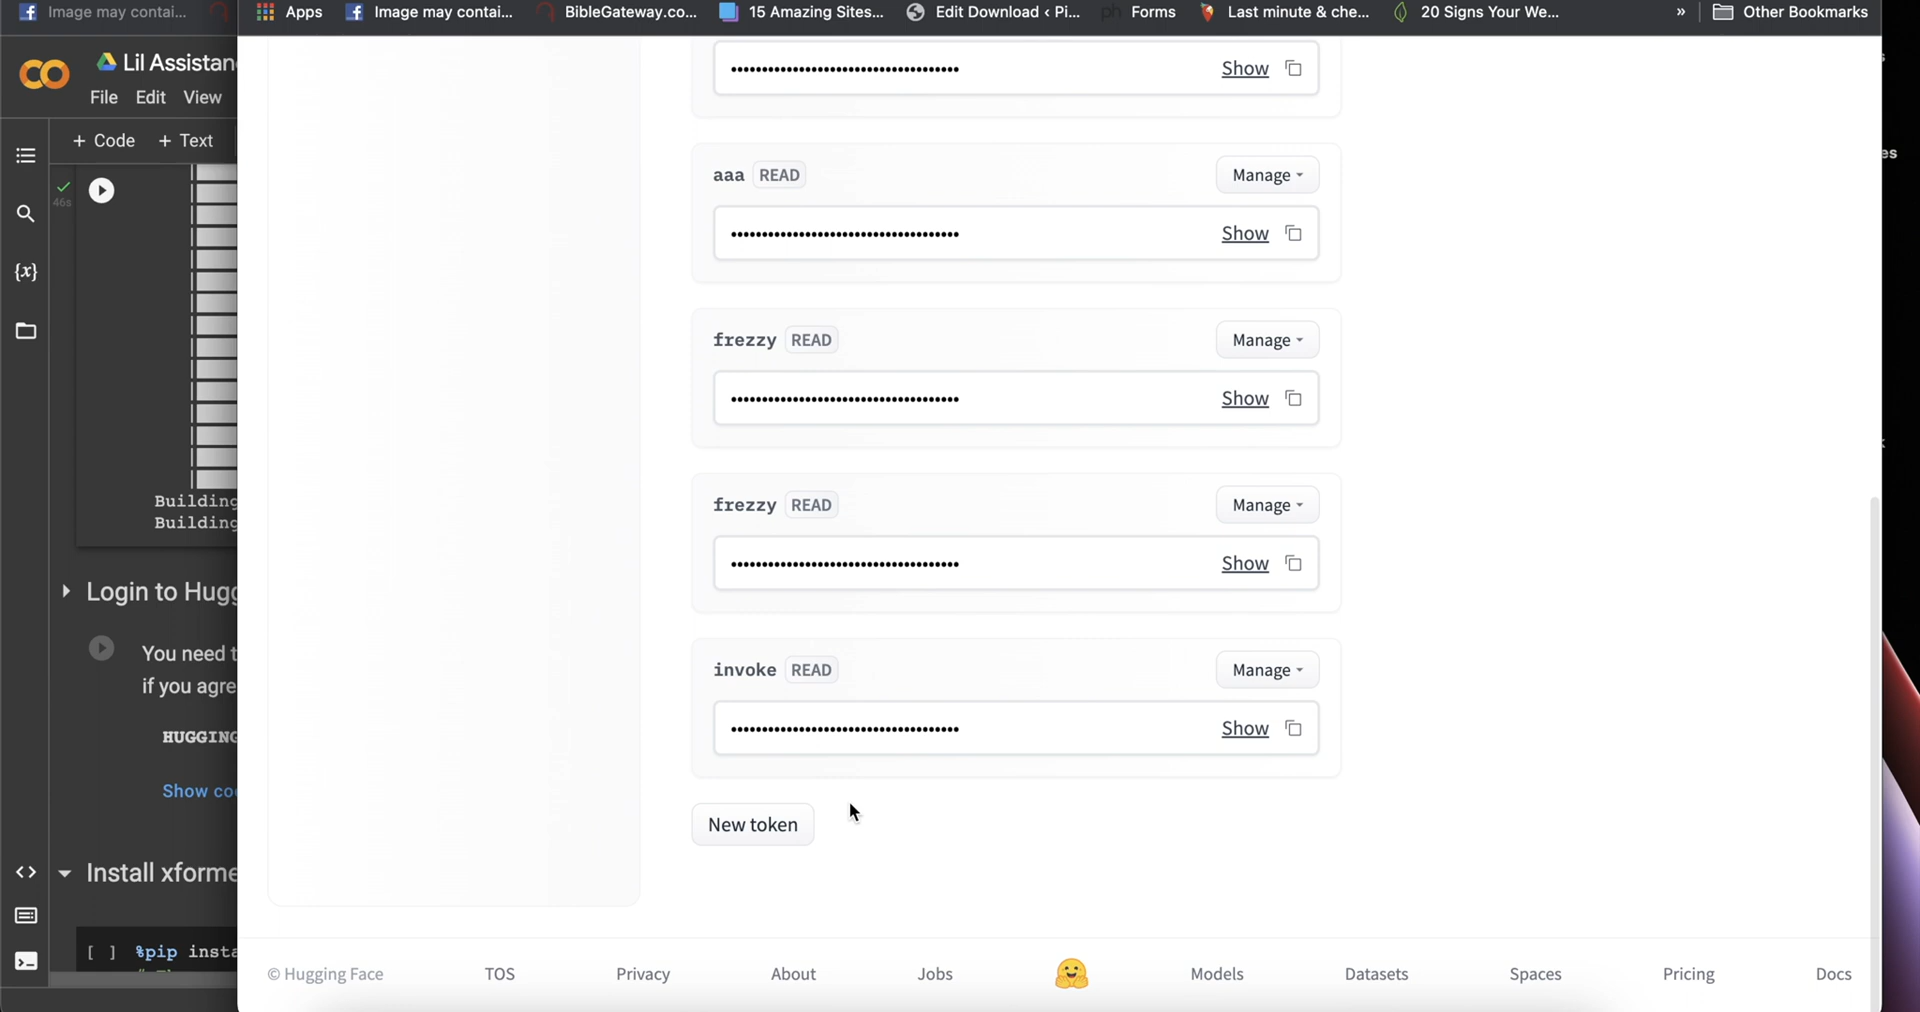 Image may contai...
Apps
Image may contai...
BibleGateway.co...
15 Amazing Sites...
Edit Download ‹ Pi...
ph Forms
Last minute & che...
20 Signs Your We...
»
Other Bookmarks
Lil Assistan
File Edit View
+ Code + Text
46s
{x}
Building
Building
Login to Hugg
You need t
if you agre
HUGGING
Show co
Install xforme
[ ] %pip insta
•••••••••••••••••••••••••••••••••••••
Show
aaa READ
Manage
•••••••••••••••••••••••••••••••••••••
Show
frezzy READ
Manage
•••••••••••••••••••••••••••••••••••••
Show
frezzy READ
Manage
•••••••••••••••••••••••••••••••••••••
Show
invoke READ
Manage
•••••••••••••••••••••••••••••••••••••
Show
New token
© Hugging Face
TOS
Privacy
About
Jobs
Models
Datasets
Spaces
Pricing
Docs
es